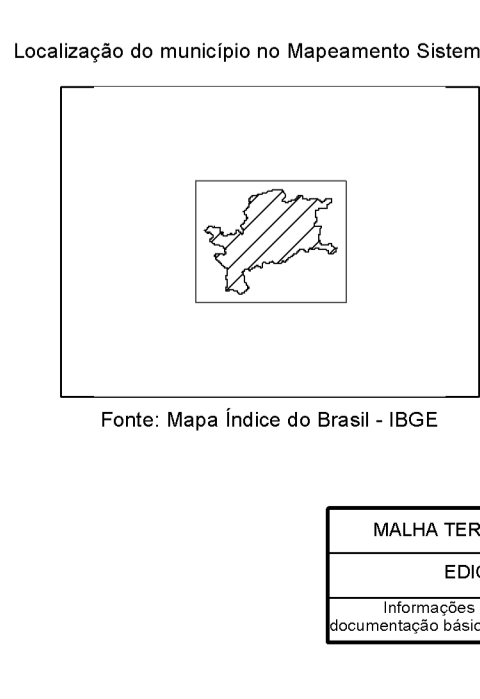 Localização do município no Mapeamento Sistem
Fonte: Mapa Índice do Brasil - IBGE
MALHA TER
EDIÇ
Informações
documentação básic